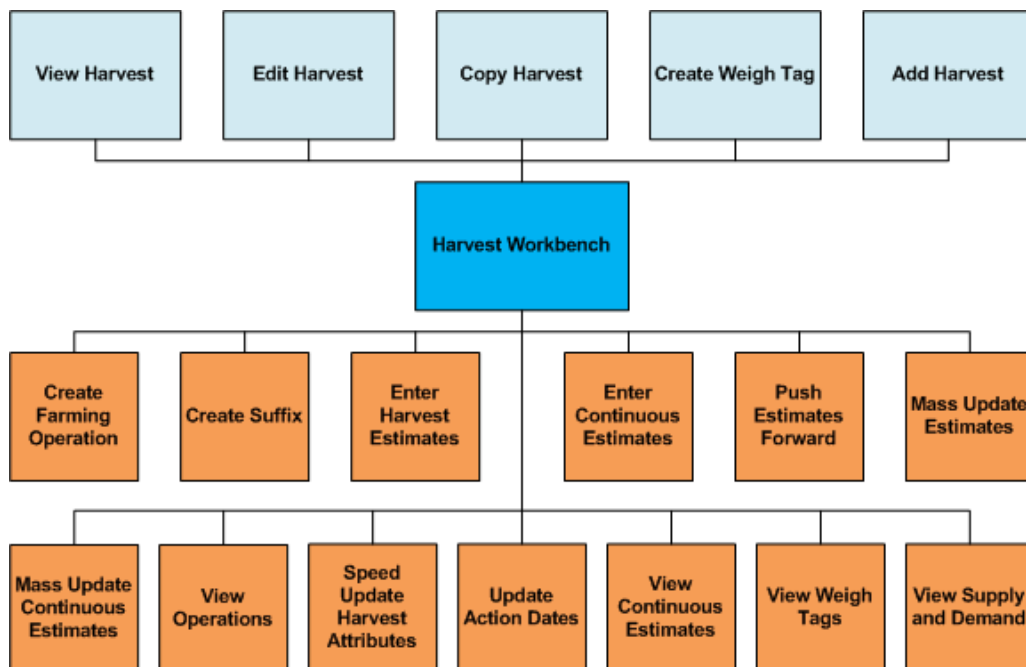 View Harvest
Edit Harvest
Copy Harvest
Create Weigh Tag
Add Harvest
Harvest Workbench
Create
Farming
Operation
Create Suffix
Enter
Harvest
Estimates
Enter
Continuous
Estimates
Push
Estimates
Forward
Mass Update
Estimates
Mass Update
Continuous
Estimates
View
Operations
Speed
Update
Harvest
Attributes
Update
Action Dates
View
Continuous
Estimates
View Weigh
Tags
View Supply
and Demand